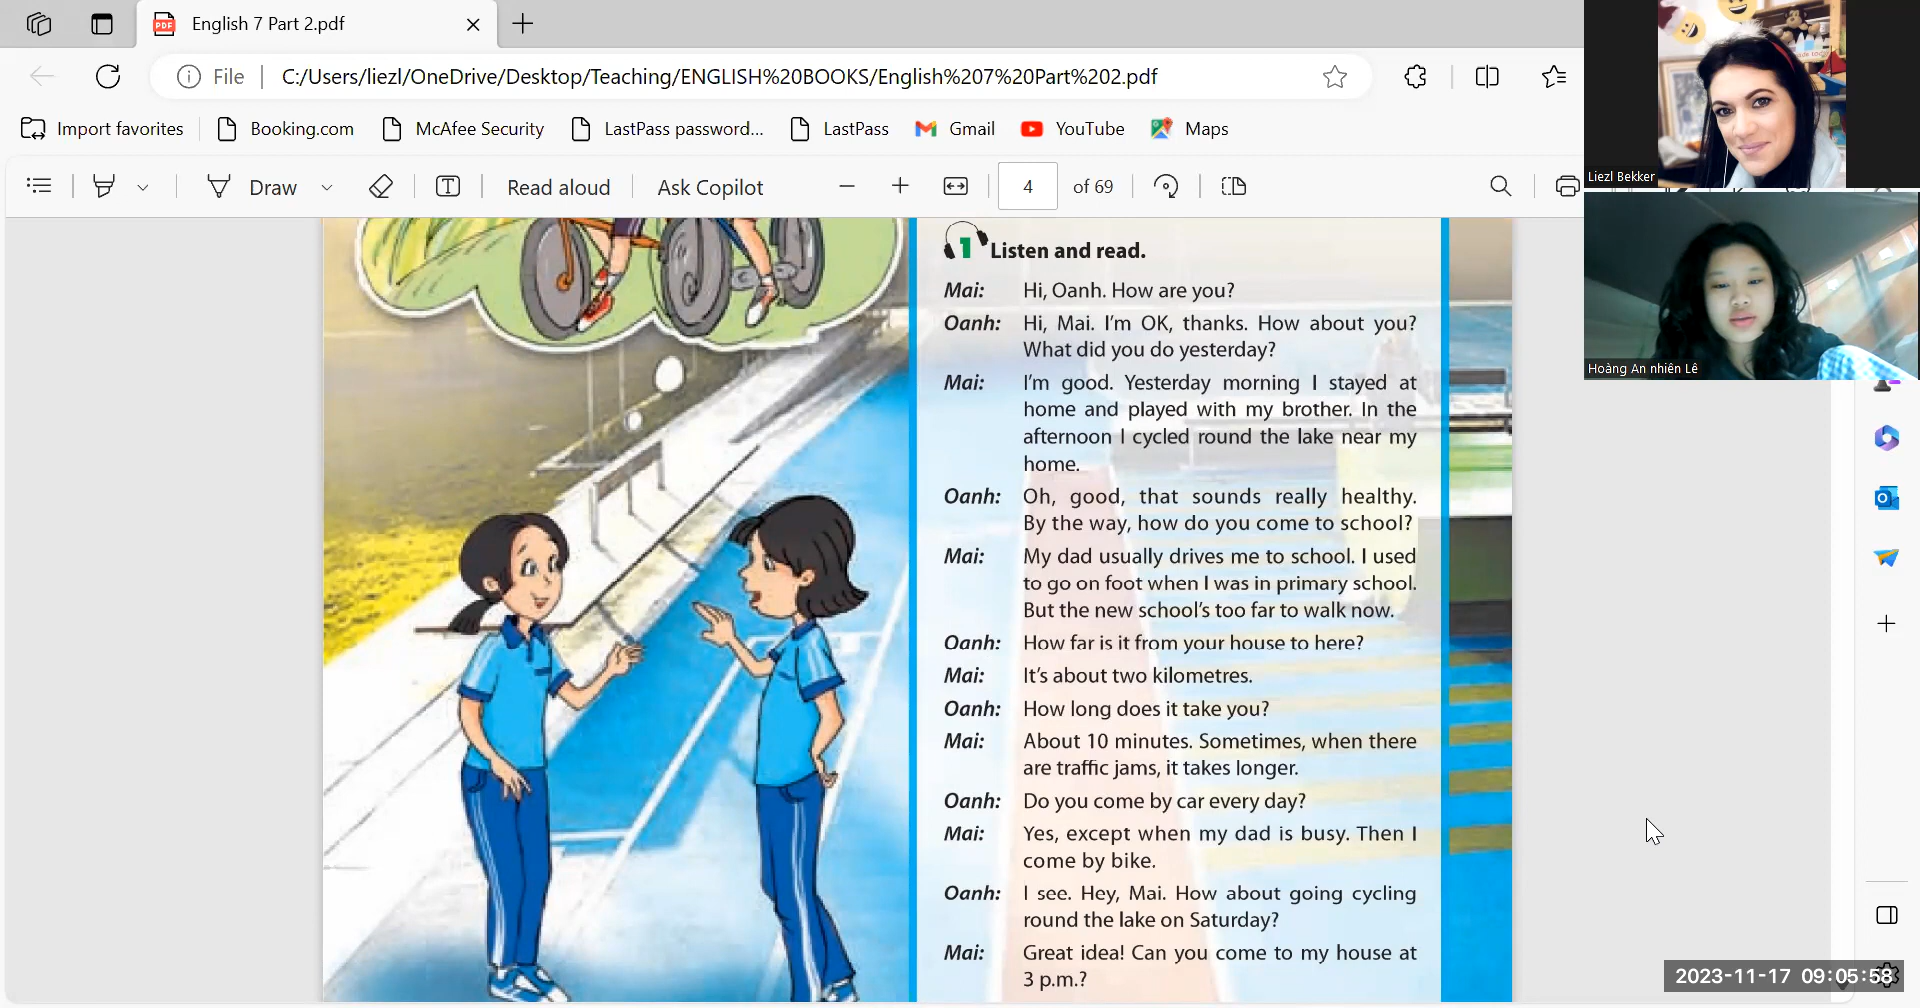 English 7 Part 2.pdf
File
C:/Users/liezl/OneDrive/Desktop/Teaching/ENGLISH%20BOOKS/English%207%20Part%202.pdf
Import favorites
Booking.com
McAfee Security
LastPass password...
LastPass
Gmail
YouTube
Maps
Draw
Read aloud
Ask Copilot
4
of 69
Liezl Bekker
Hoàng An nhiên Lê
1 Listen and read.
Mai: Hi, Oanh. How are you?
Oanh: Hi, Mai. I'm OK, thanks. How about you?
What did you do yesterday?
Mai: I'm good. Yesterday morning I stayed at
home and played with my brother. In the
afternoon I cycled round the lake near my
home.
Oanh: Oh, good, that sounds really healthy.
By the way, how do you come to school?
Mai: My dad usually drives me to school. I used
to go on foot when I was in primary school.
But the new school's too far to walk now.
Oanh: How far is it from your house to here?
Mai: It's about two kilometres.
Oanh: How long does it take you?
Mai: About 10 minutes. Sometimes, when there
are traffic jams, it takes longer.
Oanh: Do you come by car every day?
Mai: Yes, except when my dad is busy. Then I
come by bike.
Oanh: I see. Hey, Mai. How about going cycling
round the lake on Saturday?
Mai: Great idea! Can you come to my house at
3 p.m.?
2023-11-17 09:05:58